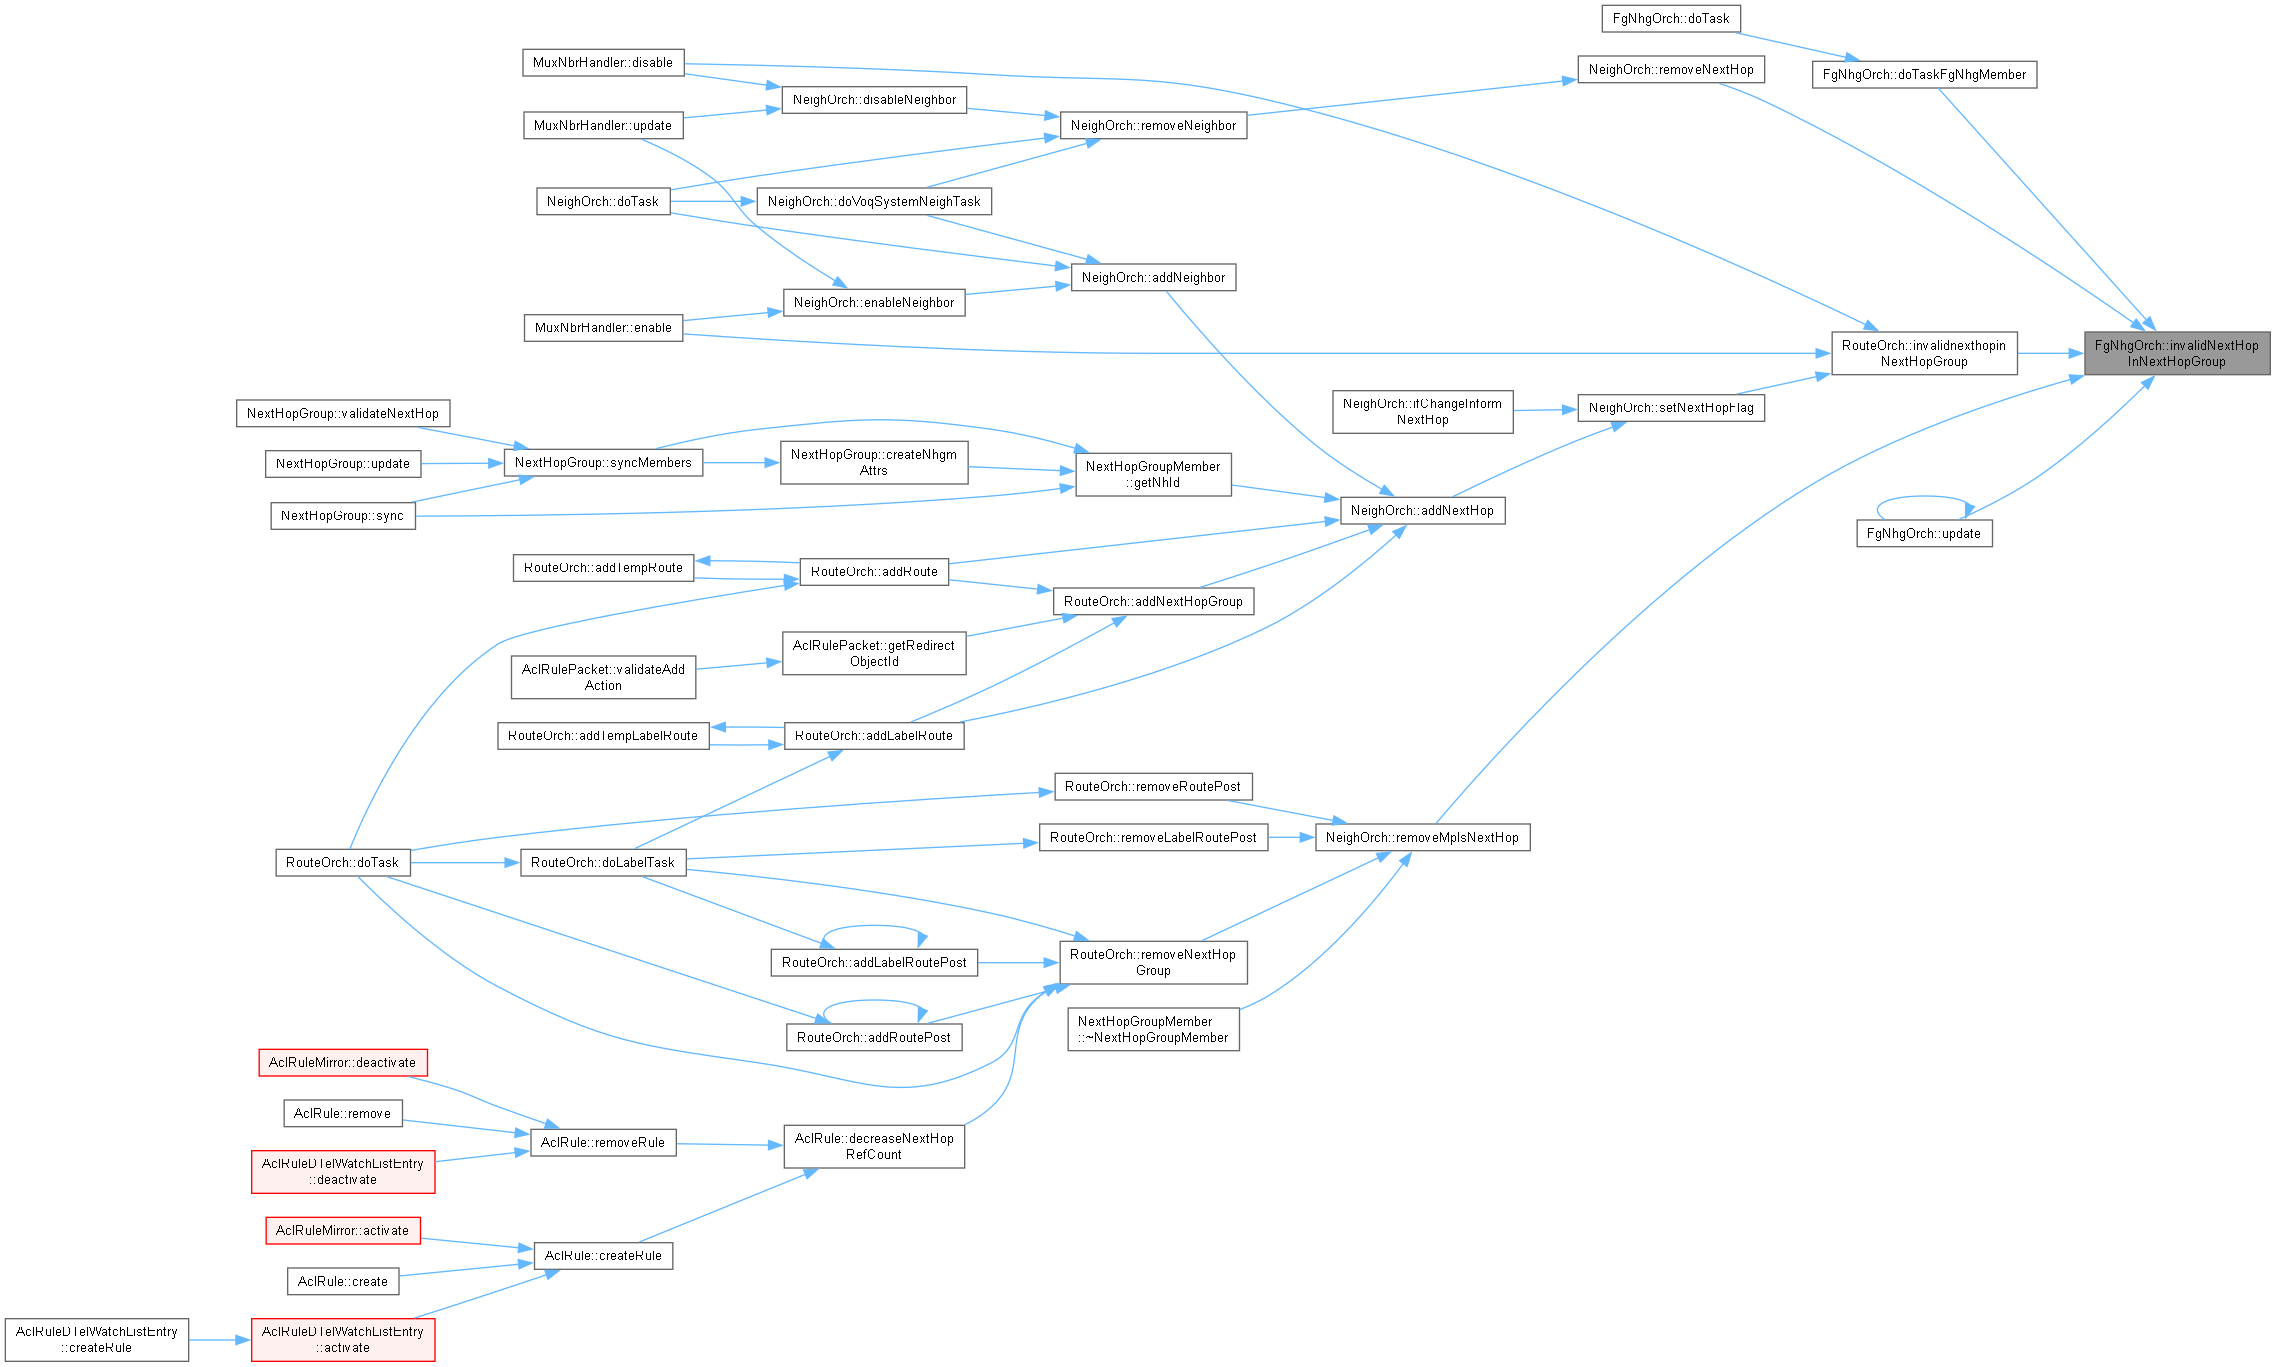 FgNhgOrch::doTask
MuxNbrHandler::disable
NeighOrch::removeNextHop
FgNhgOrch::doTaskFgNhgMember
NeighOrch::disableNeighbor
MuxNbrHandler::update
NeighOrch::removeNeighbor
NeighOrch::doTask
NeighOrch::doVoqSystemNeighTask
NeighOrch::addNeighbor
NeighOrch::enableNeighbor
MuxNbrHandler::enable
RouteOrch::invalidnexthopin
NextHopGroup
FgNhgOrch::invalidNextHop
InNextHopGroup
NeighOrch::ifChangeInform
NextHop
NeighOrch::setNextHopFlag
NextHopGroup::validateNextHop
NextHopGroup::update
NextHopGroup::syncMembers
NextHopGroup::createNhgm
Attrs
NextHopGroupMember
::getNhId
NextHopGroup::sync
NeighOrch::addNextHop
FgNhgOrch::update
RouteOrch::addTempRoute
RouteOrch::addRoute
RouteOrch::addNextHopGroup
AclRulePacket::getRedirect
ObjectId
AclRulePacket::validateAdd
Action
RouteOrch::addTempLabelRoute
RouteOrch::addLabelRoute
RouteOrch::removeRoutePost
RouteOrch::removeLabelRoutePost
NeighOrch::removeMplsNextHop
RouteOrch::doTask
RouteOrch::doLabelTask
RouteOrch::addLabelRoutePost
RouteOrch::removeNextHop
Group
RouteOrch::addRoutePost
NextHopGroupMember
::~NextHopGroupMember
AclRuleMirror::deactivate
AclRule::remove
AclRule::removeRule
AclRule::decreaseNextHop
RefCount
AclRuleDTelWatchListEntry
::deactivate
AclRuleMirror::activate
AclRule::createRule
AclRule::create
AclRuleDTelWatchListEntry
::createRule
AclRuleDTelWatchListEntry
::activate